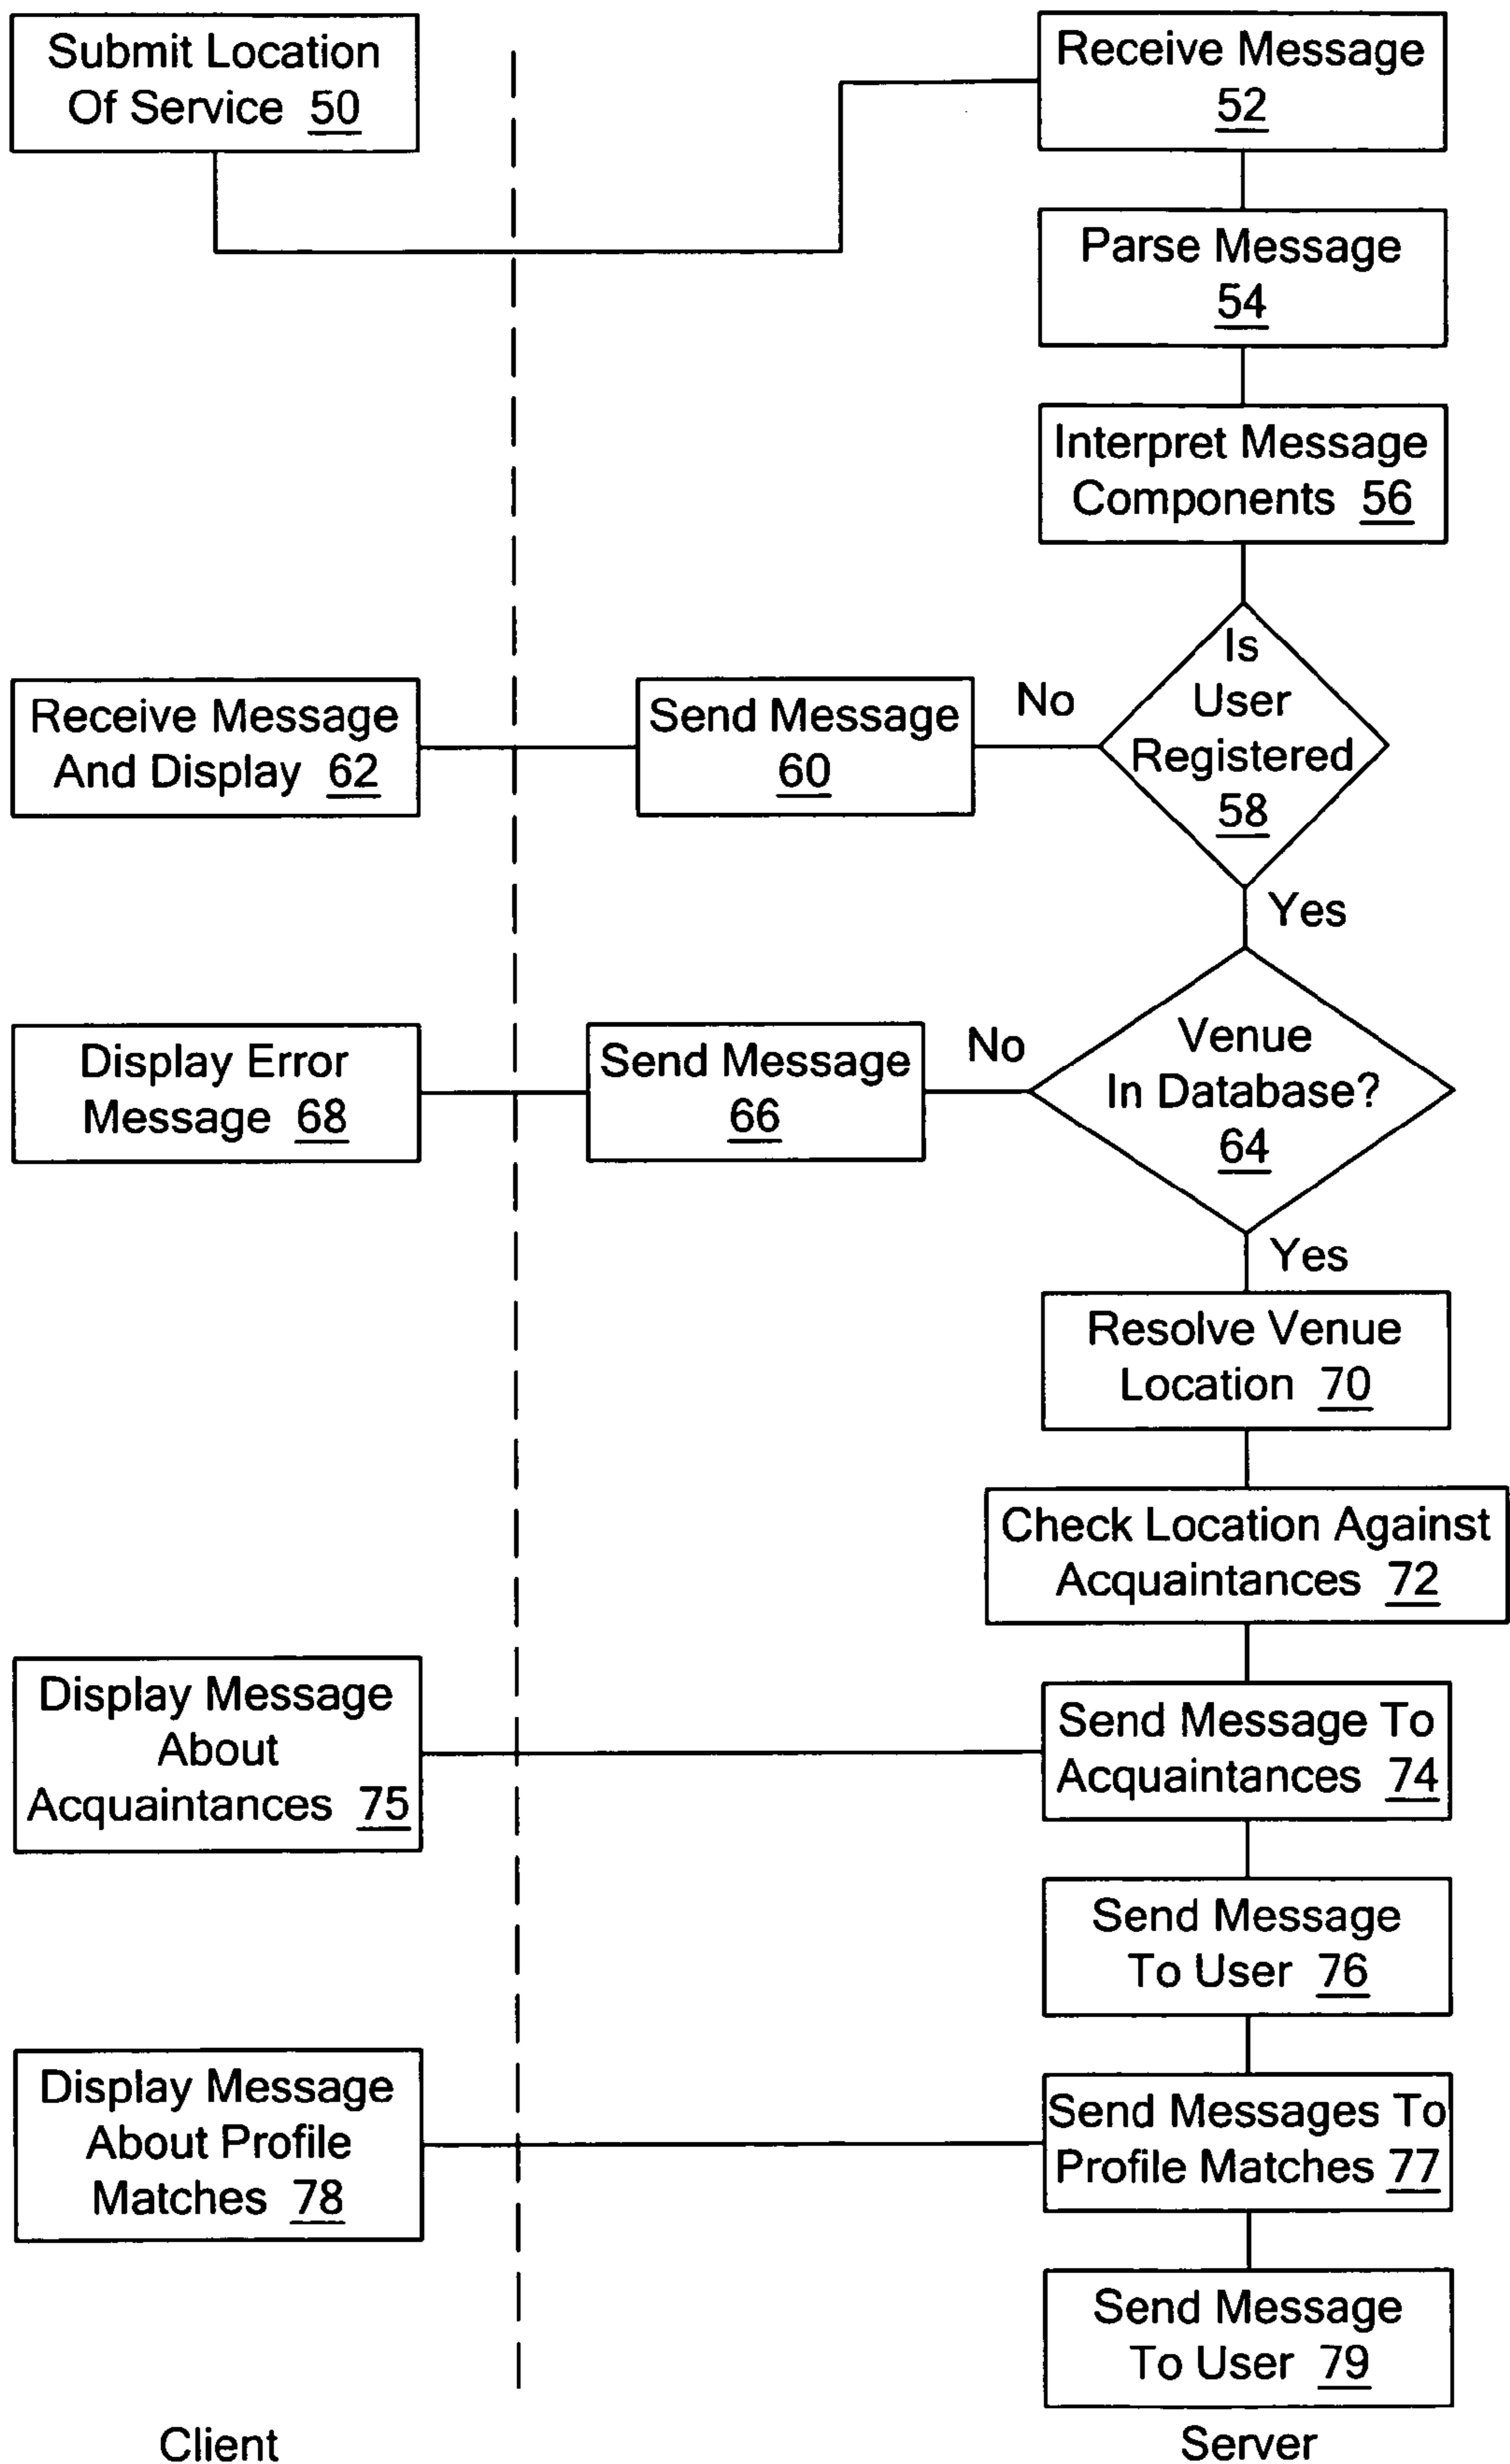 Submit Location
Of Service 50
Receive Message
52
Parse Message
54
Interpret Message
Components 56
Is
User
Registered
58
No
Send Message
60
Receive Message
And Display 62
Yes
Venue
In Database?
64
No
Send Message
66
Display Error
Message 68
Yes
Resolve Venue
Location 70
Check Location Against
Acquaintances 72
Send Message To
Acquaintances 74
Display Message
About
Acquaintances 75
Send Message
To User 76
Send Messages To
Profile Matches 77
Display Message
About Profile
Matches 78
Send Message
To User 79
Client
Server